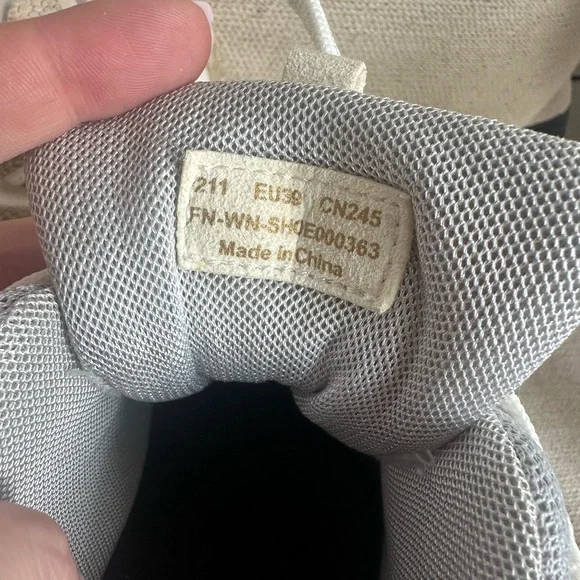 211 EU39 CN245
FN-WN-SHOE000363
Made In China